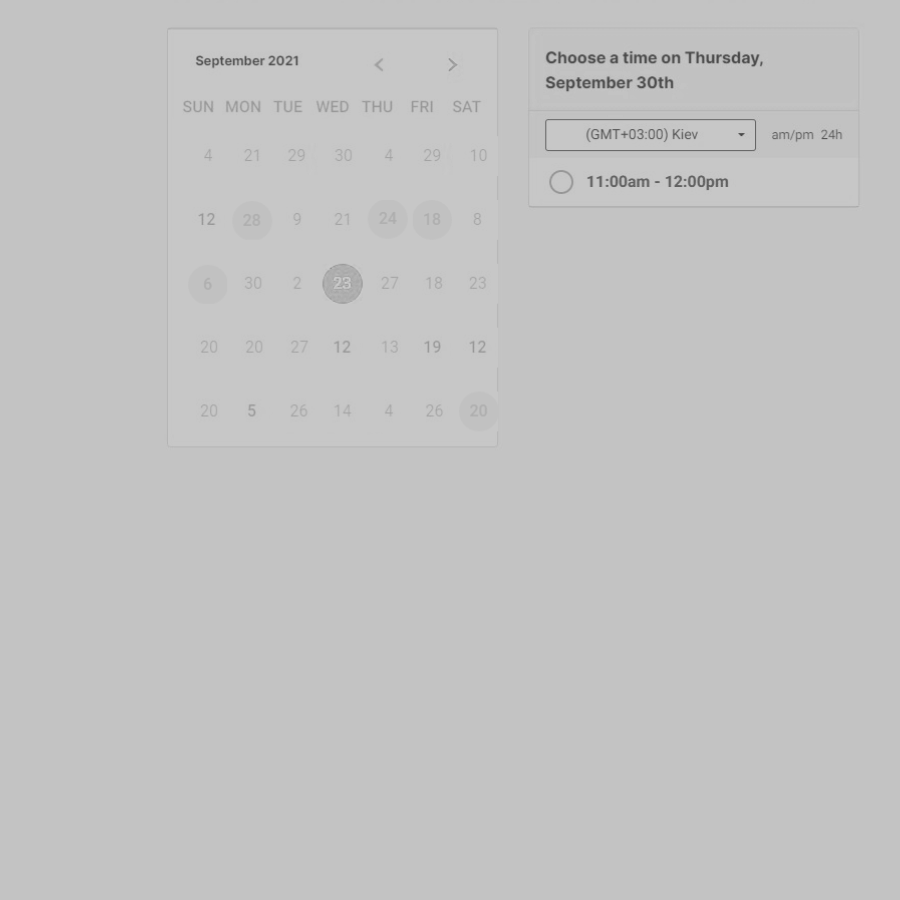 September 2021
SUN MON TUE WED THU FRI SAT
4 21 29 30 4 29 10
12 28 9 21 24 18 8
6 30 2 23 27 18 23
20 20 27 12 13 19 12
20 5 26 14 4 26 20
Choose a time on Thursday,
September 30th
(GMT+03:00) Kiev am/pm 24h
11:00am - 12:00pm